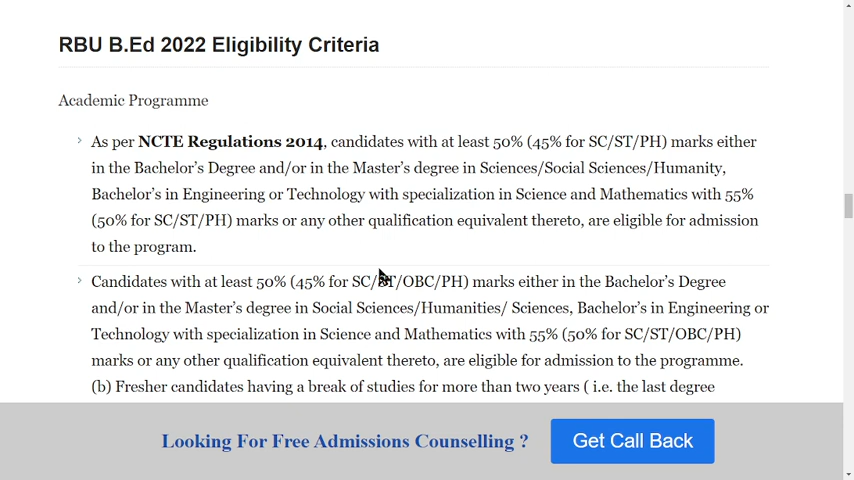 RBU B.Ed 2022 Eligibility Criteria
Academic Programme
As per NCTE Regulations 2014, candidates with at least 50% (45% for SC/ST/PH) marks either
in the Bachelor's Degree and/or in the Master's degree in Sciences/Social Sciences/Humanity,
Bachelor's in Engineering or Technology with specialization in Science and Mathematics with 55%
(50% for SC/ST/PH) marks or any other qualification equivalent thereto, are eligible for admission
to the program.
Candidates with at least 50% (45% for SC/ST/OBC/PH) marks either in the Bachelor's Degree
and/or in the Master's degree in Social Sciences/Humanities/ Sciences, Bachelor's in Engineering or
Technology with specialization in Science and Mathematics with 55% (50% for SC/ST/OBC/PH)
marks or any other qualification equivalent thereto, are eligible for admission to the programme.
(b) Fresher candidates having a break of studies for more than two years ( i.e. the last degree
Looking For Free Admissions Counselling ?
Get Call Back